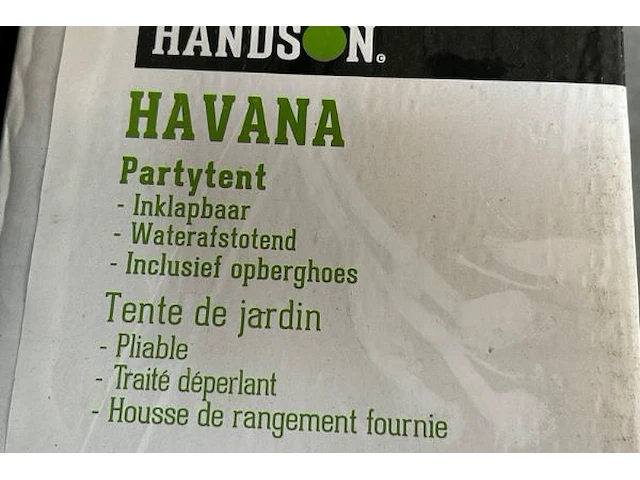 HANDSON©
HAVANA
Partytent
- Inklapbaar
- Waterafstotend
- Inclusief opberghoes
Tente de jardin
- Pliable
- Traité déperlant
- Housse de rangement fournie